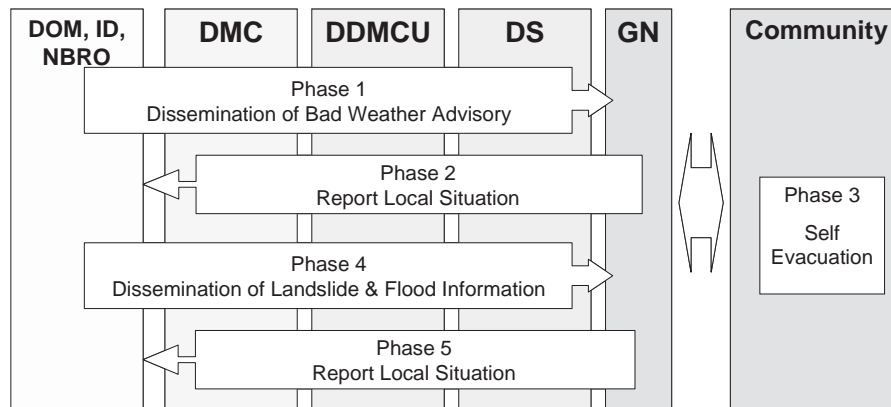 DOM, ID,
NBRO
DMC
DDMCU
DS
GN
Community
Phase 1
Dissemination of Bad Weather Advisory
Phase 2
Report Local Situation
Phase 3
Self
Evacuation
Phase 4
Dissemination of Landslide & Flood Information
Phase 5
Report Local Situation